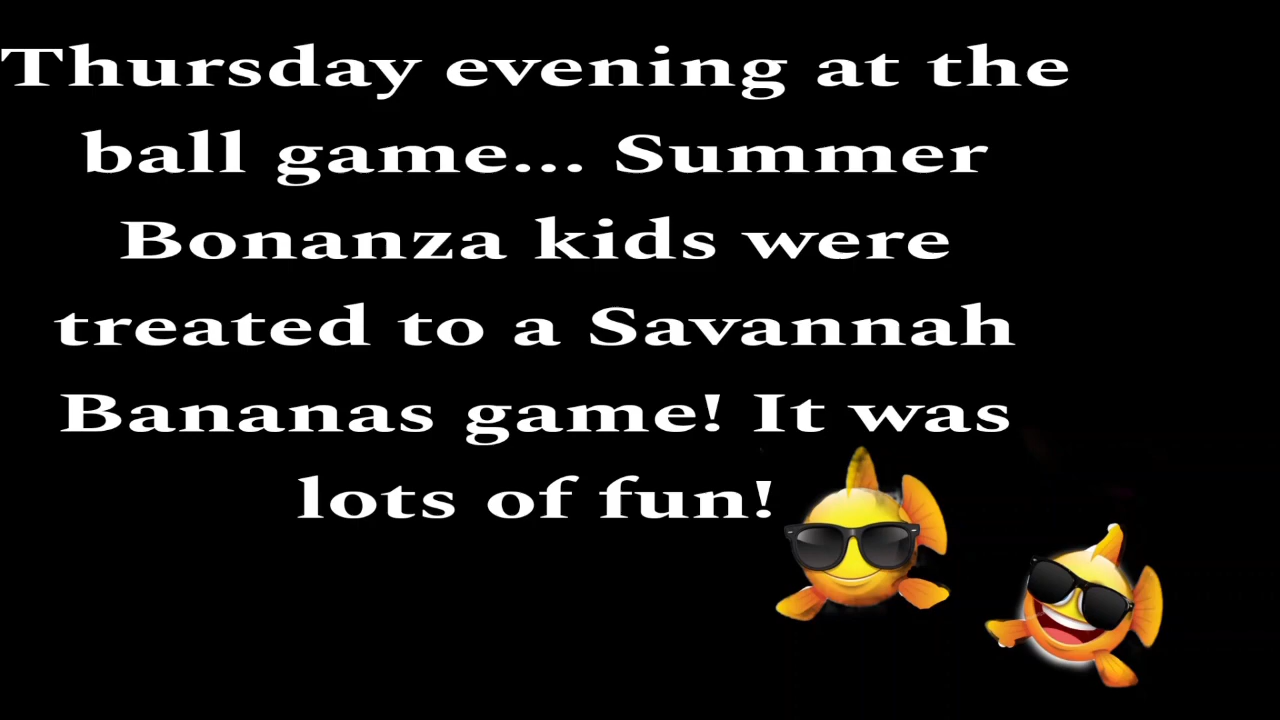 Thursday evening at the
ball game... Summer
Bonanza kids were
treated to a Savannah
Bananas game! It was
lots of fun!